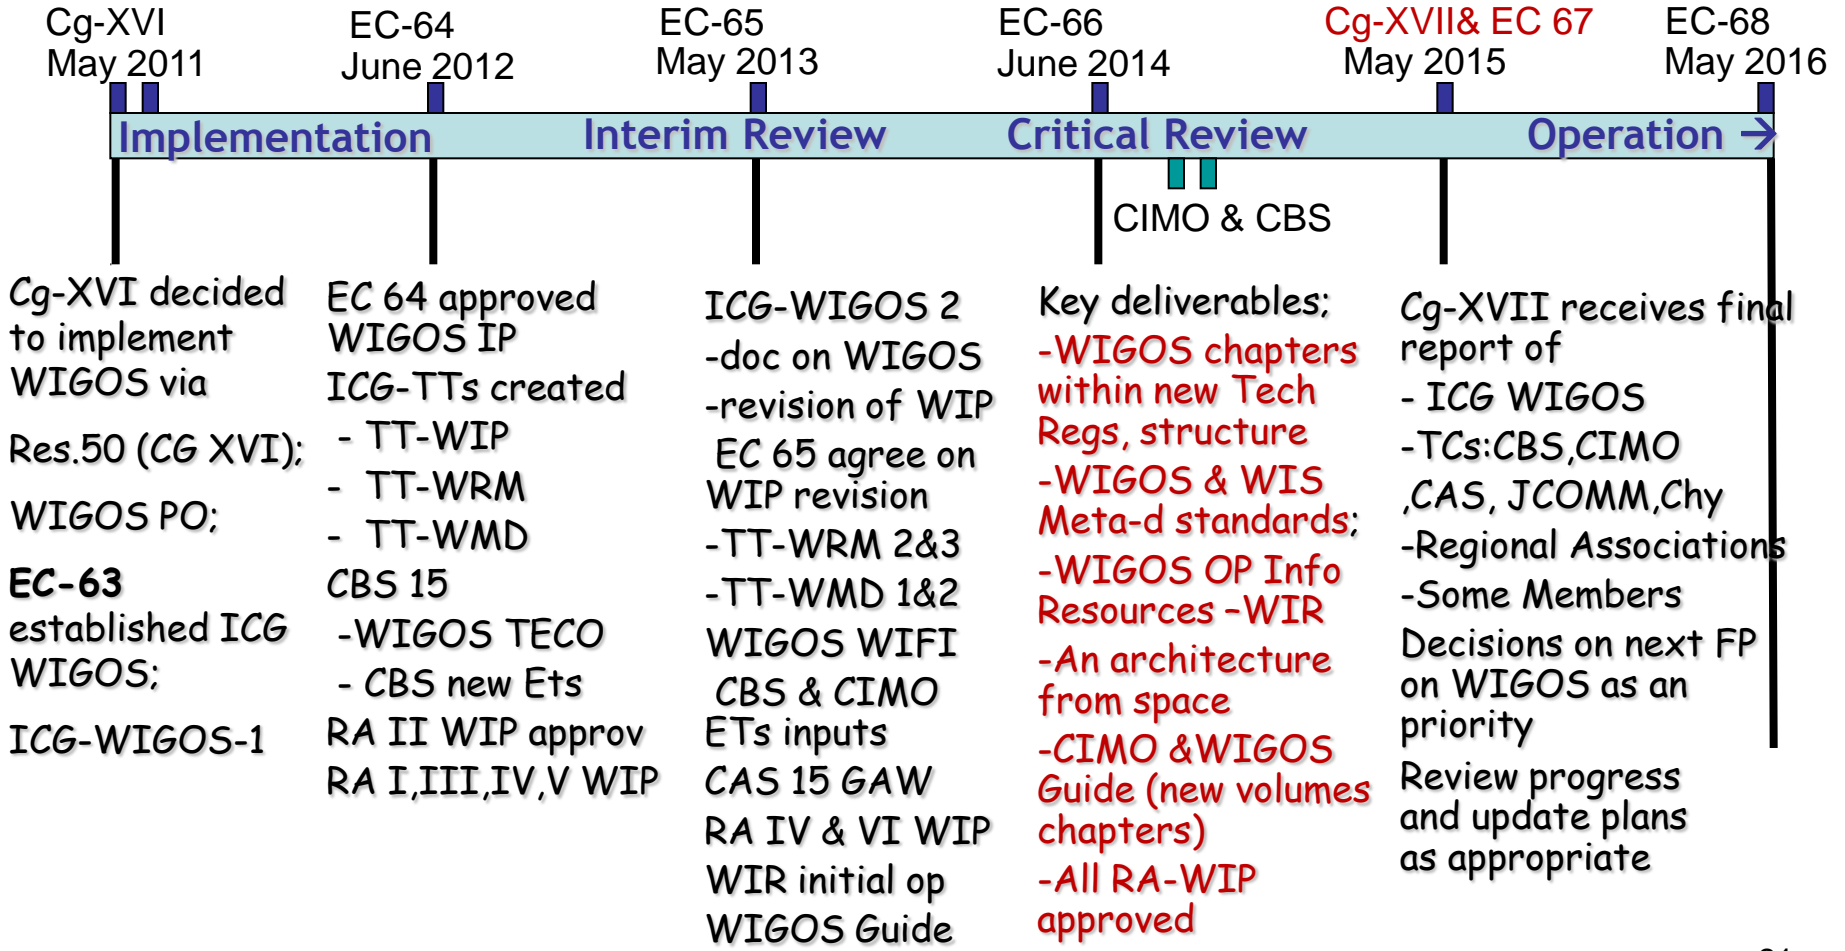 Cg-XVI
May 2011
EC-64
June 2012
EC-65
May 2013
EC-66
June 2014
Cg-XVII& EC 67
May 2015
EC-68
May 2016
Implementation
Interim Review
Critical Review
Operation →
CIMO & CBS
Cg-XVI decided
to implement
WIGOS via
Res.50 (CG XVI);
WIGOS PO;
EC-63
established ICG
WIGOS;
ICG-WIGOS-1
EC 64 approved
WIGOS IP
ICG-TTs created
- TT-WIP
- TT-WRM
- TT-WMD
CBS 15
-WIGOS TECO
- CBS new Ets
RA II WIP approv
RA I,III,IV,V WIP
ICG-WIGOS 2
-doc on WIGOS
-revision of WIP
EC 65 agree on
WIP revision
-TT-WRM 2&3
-TT-WMD 1&2
WIGOS WIFI
CBS & CIMO
ETs inputs
CAS 15 GAW
RA IV & VI WIP
WIR initial op
WIGOS Guide
Key deliverables;
-WIGOS chapters
within new Tech
Regs, structure
-WIGOS & WIS
Meta-d standards;
-WIGOS OP Info
Resources –WIR
-An architecture
from space
-CIMO &WIGOS
Guide (new volumes
chapters)
-All RA-WIP
approved
Cg-XVII receives final
report of
- ICG WIGOS
-TCs:CBS,CIMO
,CAS, JCOMM,Chy
-Regional Associations
-Some Members
Decisions on next FP
on WIGOS as an
priority
Review progress
and update plans
as appropriate